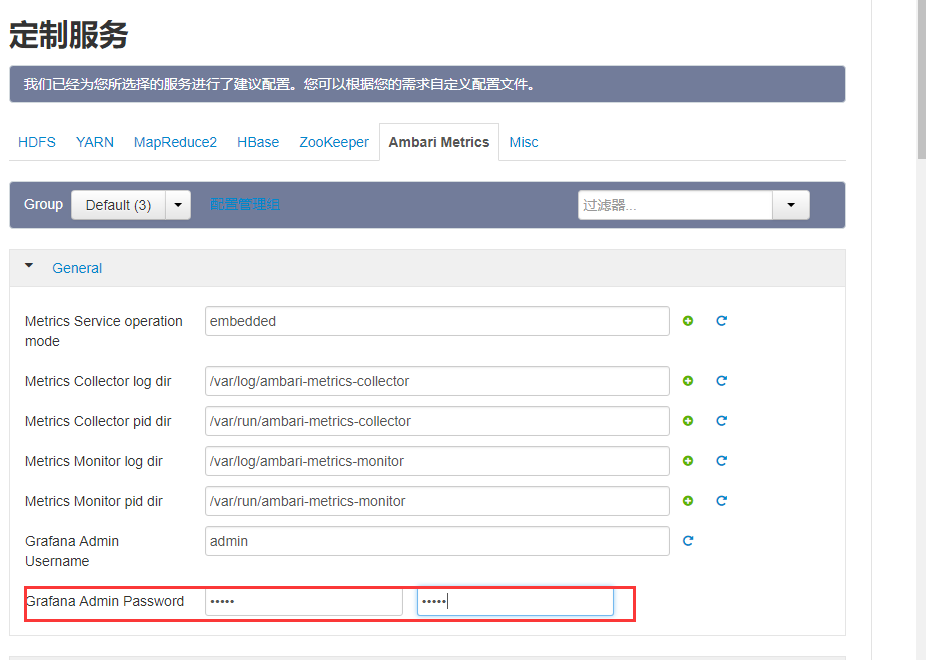 定制服务
我们已经为您所选择的服务进行了建议配置。您可以根据您的需求自定义配置文件。
HDFS YARN MapReduce2 HBase ZooKeeper Ambari Metrics Misc
Group Default (3) 配置管理组 过滤器...
General
Metrics Service operation mode embedded
Metrics Collector log dir /var/log/ambari-metrics-collector
Metrics Collector pid dir /var/run/ambari-metrics-collector
Metrics Monitor log dir /var/log/ambari-metrics-monitor
Metrics Monitor pid dir /var/run/ambari-metrics-monitor
Grafana Admin Username admin
Grafana Admin Password ••••• •••••